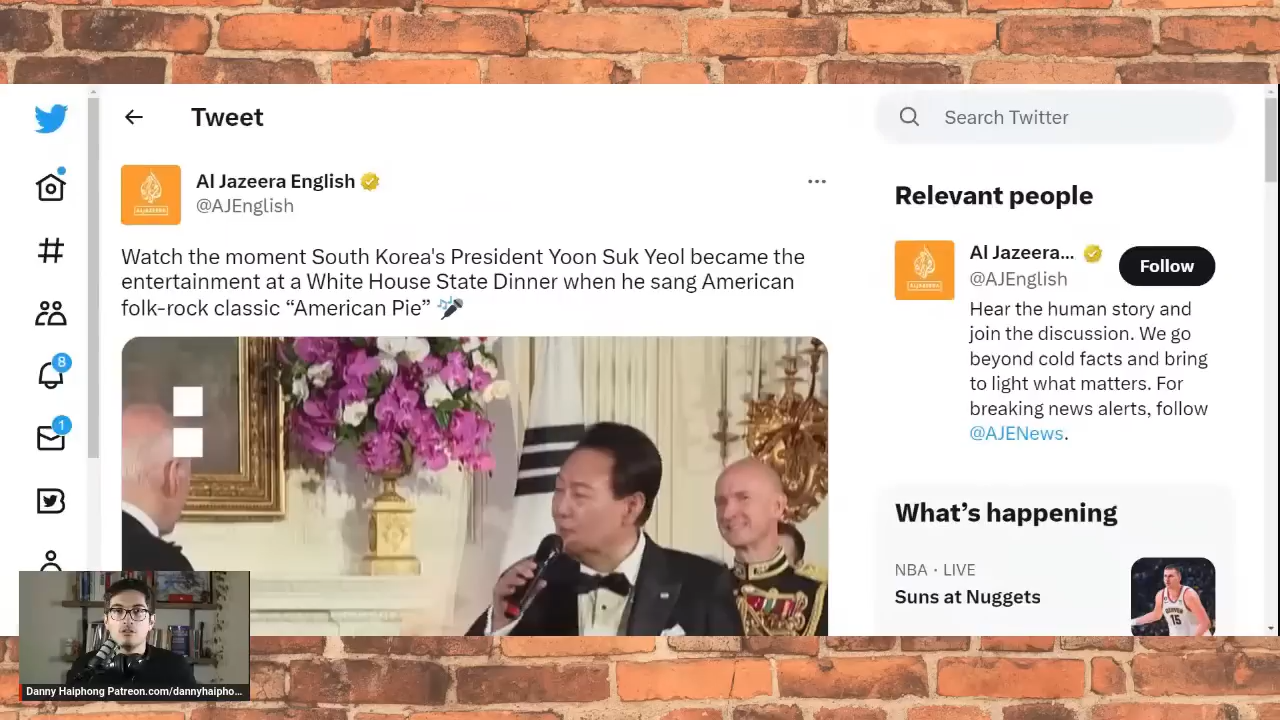 Tweet
Search Twitter
Al Jazeera English
@AJEnglish
Watch the moment South Korea's President Yoon Suk Yeol became the
entertainment at a White House State Dinner when he sang American
folk-rock classic “American Pie” 🎤
Relevant people
Al Jazeera...
@AJEnglish
Follow
Hear the human story and
join the discussion. We go
beyond cold facts and bring
to light what matters. For
breaking news alerts, follow
@AJENews.
8
1
What’s happening
NBA · LIVE
Suns at Nuggets
15
ALJAZEERA
ALJAZEERA
Danny Haiphong Patreon.com/dannyhaipho...